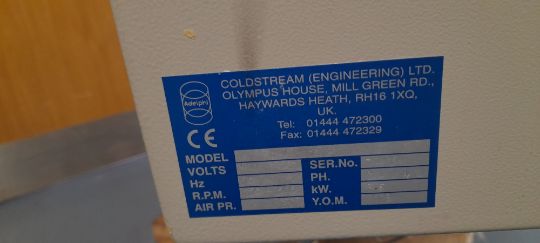 Adelphi
COLDSTREAM (ENGINEERING) LTD.
OLYMPUS HOUSE, MILL GREEN RD.,
HAYWARDS HEATH, RH16 1XQ,
UK.
Tel: 01444 472300
Fax: 01444 472329
CE
MODEL
VOLTS SER.No.
Hz PH.
R.P.M. kW.
AIR PR. Y.O.M.